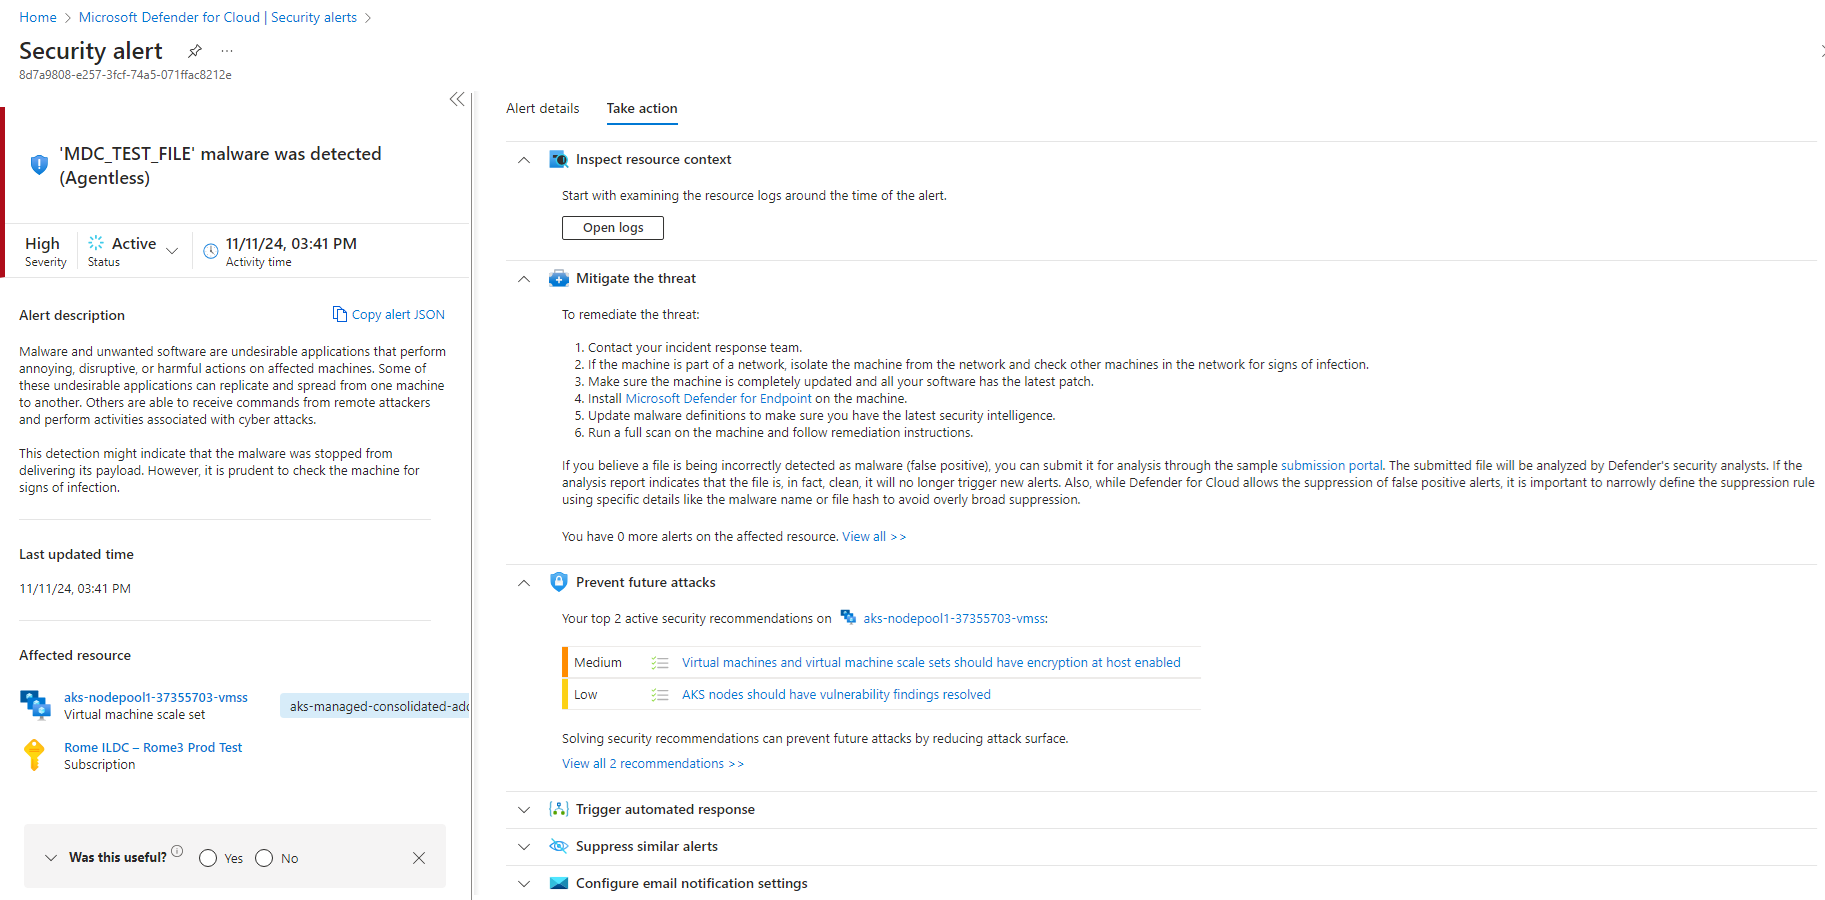 Home > Microsoft Defender for Cloud | Security alerts >
Security alert ...
8d7a9808-e257-3fcf-74a5-071ffac8212e
'MDC_TEST_FILE' malware was detected
(Agentless)
High
Severity
Active
Status
11/11/24, 03:41 PM
Activity time
Alert description
Copy alert JSON
Malware and unwanted software are undesirable applications that perform
annoying, disruptive, or harmful actions on affected machines. Some of
these undesirable applications can replicate and spread from one machine
to another. Others are able to receive commands from remote attackers
and perform activities associated with cyber attacks.
This detection might indicate that the malware was stopped from
delivering its payload. However, it is prudent to check the machine for
signs of infection.
Last updated time
11/11/24, 03:41 PM
Affected resource
aks-nodepool1-37355703-vmss
Virtual machine scale set
aks-managed-consolidated-add
Rome ILDC – Rome3 Prod Test
Subscription
Was this useful?
Yes
No
Alert details
Take action
Inspect resource context
Start with examining the resource logs around the time of the alert.
Open logs
Mitigate the threat
To remediate the threat:
1. Contact your incident response team.
2. If the machine is part of a network, isolate the machine from the network and check other machines in the network for signs of infection.
3. Make sure the machine is completely updated and all your software has the latest patch.
4. Install Microsoft Defender for Endpoint on the machine.
5. Update malware definitions to make sure you have the latest security intelligence.
6. Run a full scan on the machine and follow remediation instructions.
If you believe a file is being incorrectly detected as malware (false positive), you can submit it for analysis through the sample submission portal. The submitted file will be analyzed by Defender's security analysts. If the
analysis report indicates that the file is, in fact, clean, it will no longer trigger new alerts. Also, while Defender for Cloud allows the suppression of false positive alerts, it is important to narrowly define the suppression rule
using specific details like the malware name or file hash to avoid overly broad suppression.
You have 0 more alerts on the affected resource. View all >>
Prevent future attacks
Your top 2 active security recommendations on aks-nodepool1-37355703-vmss:
Medium Virtual machines and virtual machine scale sets should have encryption at host enabled
Low AKS nodes should have vulnerability findings resolved
Solving security recommendations can prevent future attacks by reducing attack surface.
View all 2 recommendations >>
Trigger automated response
Suppress similar alerts
Configure email notification settings